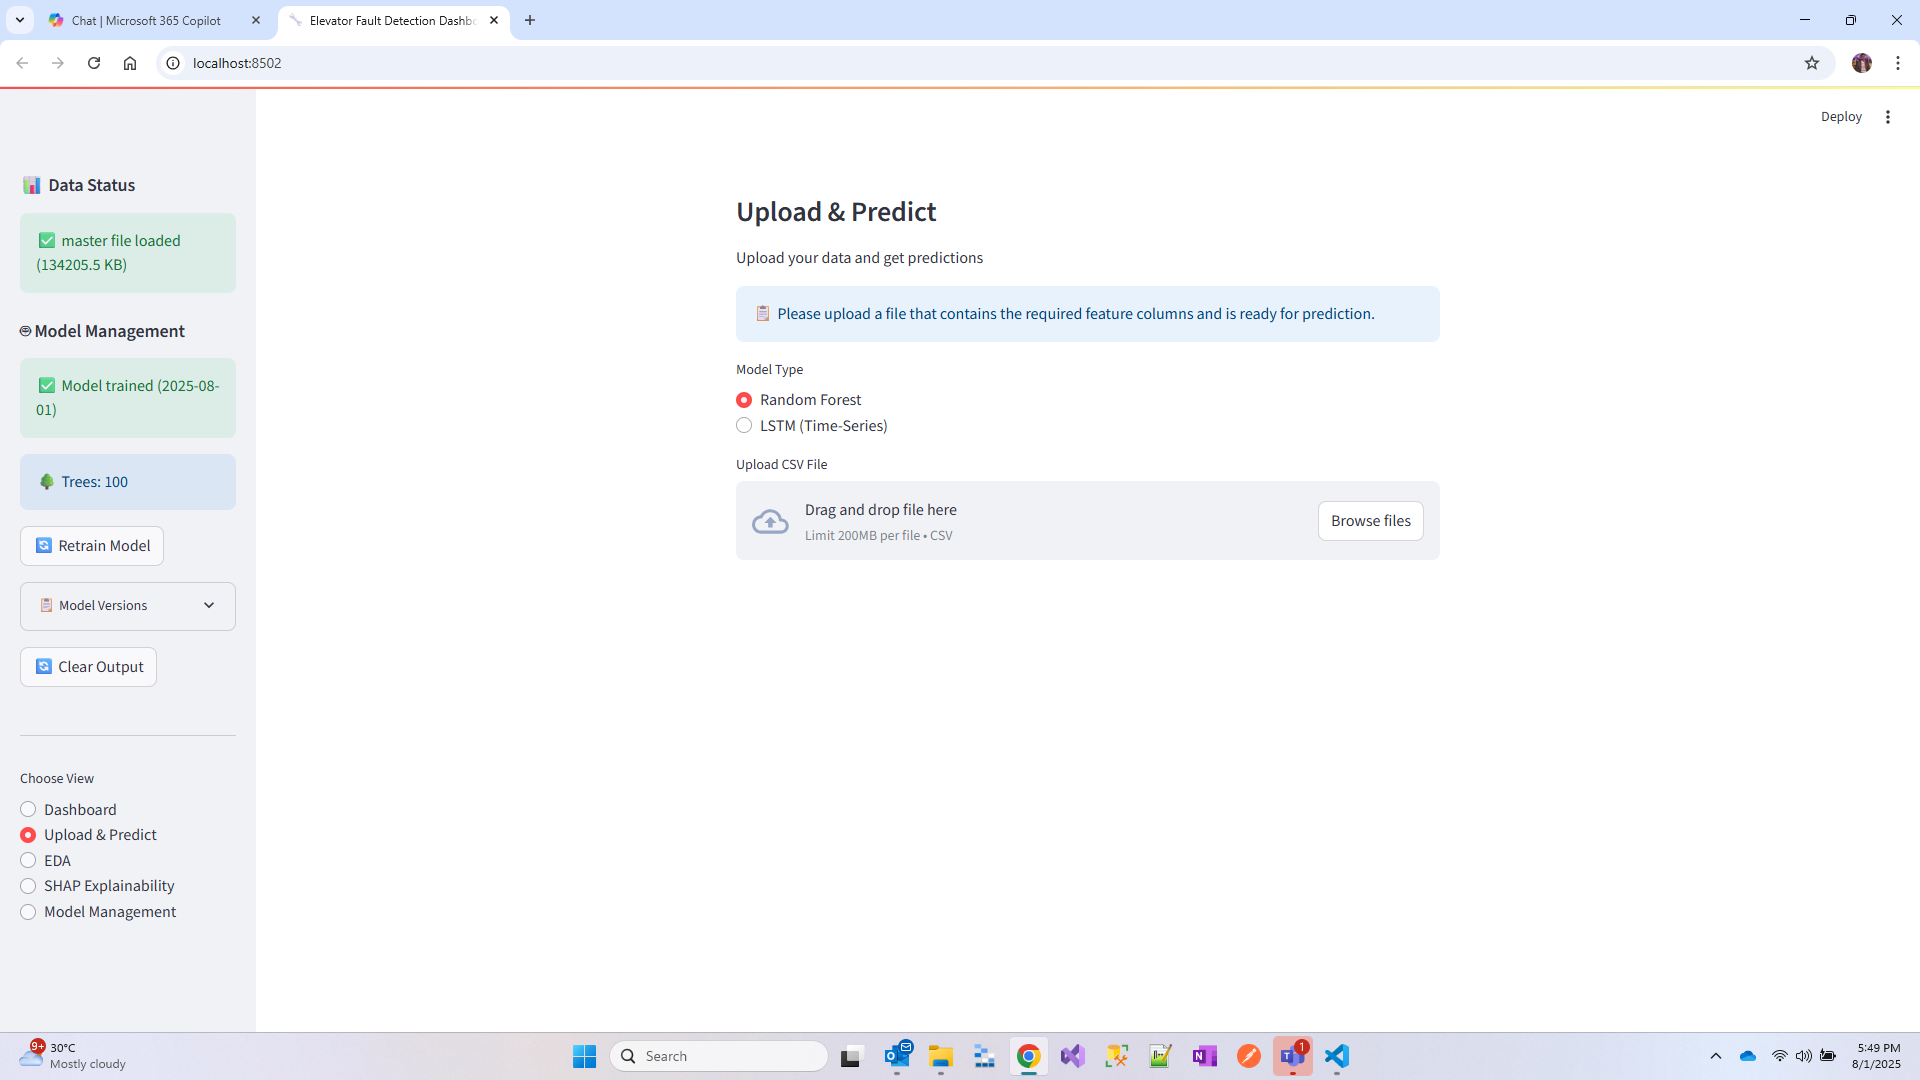 Chat | Microsoft 365 Copilot
Elevator Fault Detection Dashbo
localhost:8502
Deploy
Data Status
master file loaded
(134205.5 KB)
Model Management
Model trained (2025-08-
01)
Trees: 100
Retrain Model
Model Versions
Clear Output
Choose View
Dashboard
Upload & Predict
EDA
SHAP Explainability
Model Management
Upload & Predict
Upload your data and get predictions
Please upload a file that contains the required feature columns and is ready for prediction.
Model Type
Random Forest
LSTM (Time-Series)
Upload CSV File
Drag and drop file here
Limit 200MB per file • CSV
Browse files
9+
30°C
Mostly cloudy
Search
1
5:49 PM
8/1/2025